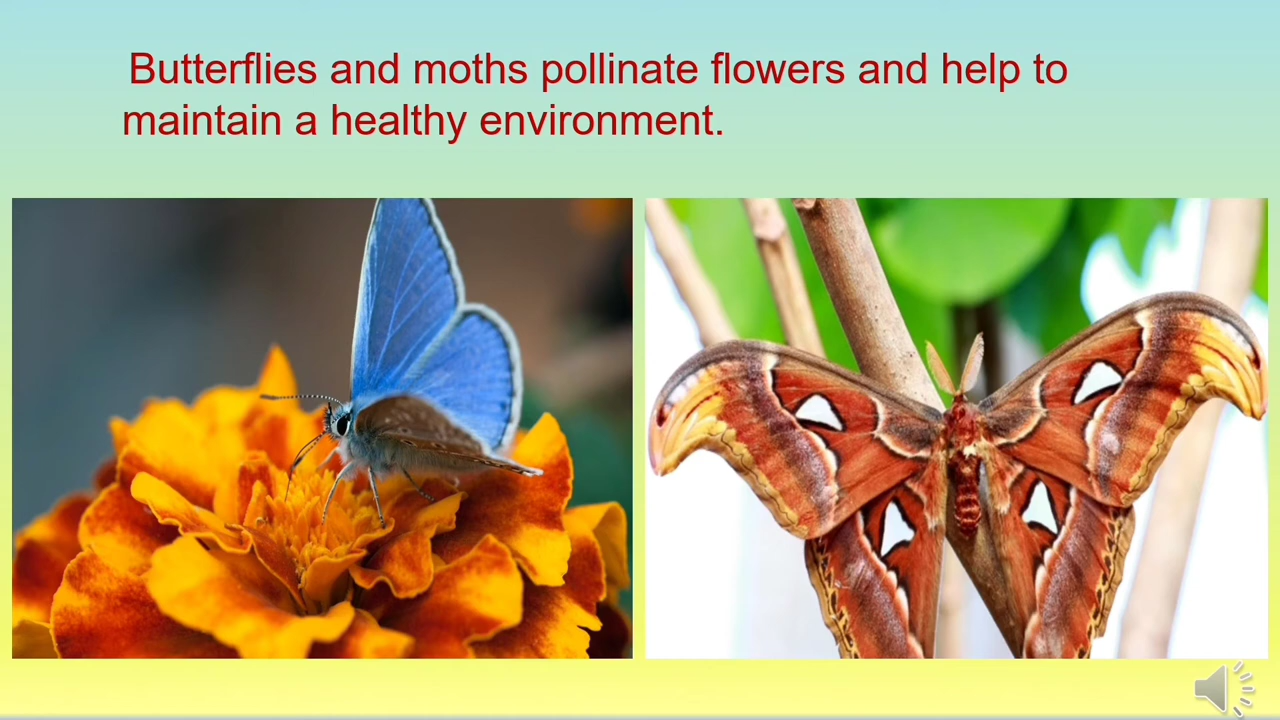 Butterflies and moths pollinate flowers and help to
maintain a healthy environment.